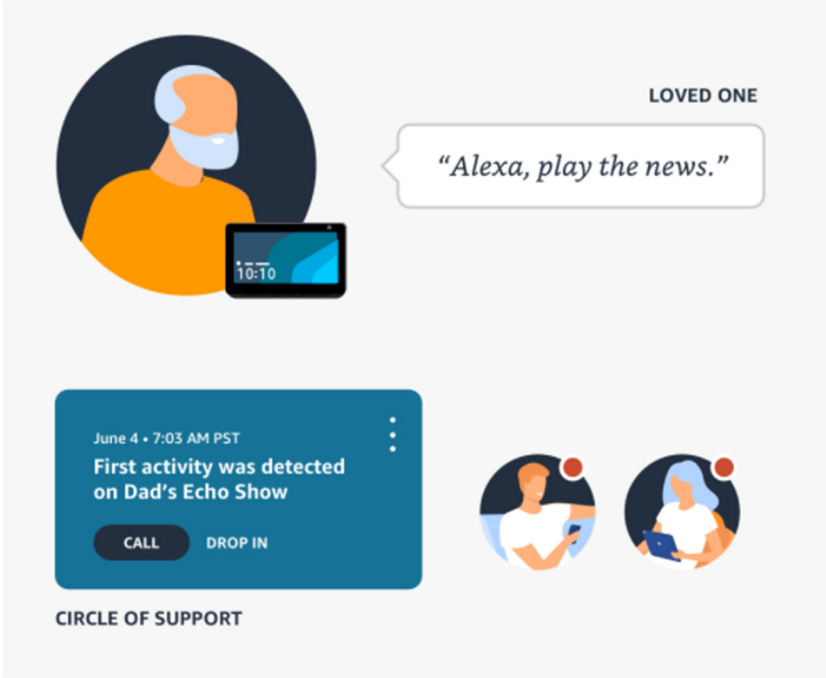 LOVED ONE
“Alexa, play the news.”
10:10
June 4 • 7:03 AM PST
First activity was detected
on Dad’s Echo Show
CALL DROP IN
CIRCLE OF SUPPORT